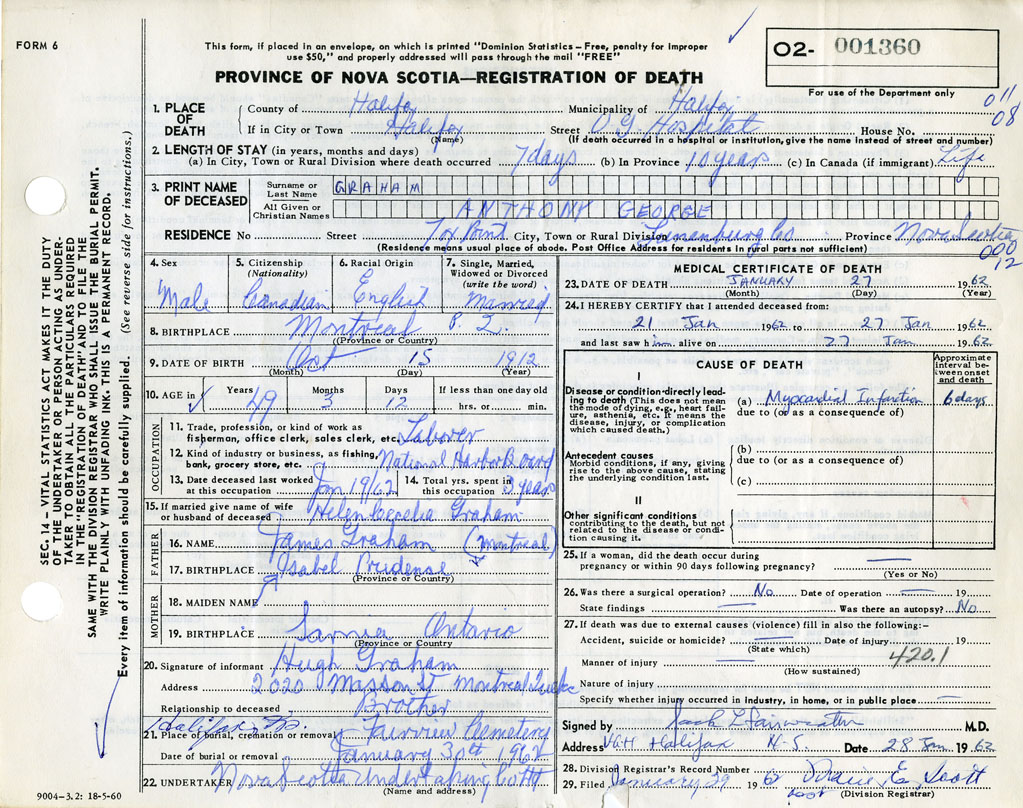 FORM 6
This form, if placed in an envelope, on which is printed "Dominion Statistics – Free, penalty for improper
use $50," and properly addressed will pass through the mail "FREE"
O2- 001360
For use of the Department only
011
08
PROVINCE OF NOVA SCOTIA—REGISTRATION OF DEATH
1. PLACE OF DEATH
County of Halifax Municipality of Halifax
If in City or Town Halifax Street V G Hospital House No.
(Name) (If death occurred in a hospital or institution, give the name instead of street and number)
2. LENGTH OF STAY (in years, months and days)
(a) In City, Town or Rural Division where death occurred 7 days (b) In Province 10 years (c) In Canada (if immigrant) Life
3. PRINT NAME OF DECEASED
Surname or Last Name GRAHAM
All Given or Christian Names ANTHONY GEORGE
RESIDENCE No Street Fox Point City, Town or Rural Division Lunenburg Co Province Nova Scotia
(Residence means usual place of abode. Post Office Address for residents in rural parts not sufficient)
000
12
4. Sex Male
5. Citizenship (Nationality) Canadian
6. Racial Origin English
7. Single, Married, Widowed or Divorced (write the word) Married
8. BIRTHPLACE Montreal P. Q.
(Province or Country)
9. DATE OF BIRTH Oct 15 1912
(Month) (Day) (Year)
10. AGE in Years 49 Months 3 Days 12 If less than one day old
hrs. or min.
OCCUPATION
11. Trade, profession, or kind of work as
fisherman, office clerk, sales clerk, etc. Laborer
12. Kind of industry or business, as fishing,
bank, grocery store, etc. National Harbor Board
13. Date deceased last worked at this occupation Jan 19/62
14. Total yrs. spent in this occupation 3 years
15. If married give name of wife
or husband of deceased Helen Cecelia Graham
FATHER
16. NAME James Graham (Montreal)
17. BIRTHPLACE Isabel Prudense
(Province or Country)
MOTHER
18. MAIDEN NAME
19. BIRTHPLACE Sarnia Ontario
(Province or Country)
20. Signature of informant Hugh Graham
Address 2020 Masson St Montreal Quebec
Relationship to deceased Brother
Halifax, N.S.
21. Place of burial, cremation or removal Fairview Cemetery
Date of burial or removal January 30th 1962
22. UNDERTAKER Nova Scotia Undertaking Co Ltd
(Name and address)
9004-3.2: 18-5-60
MEDICAL CERTIFICATE OF DEATH
23. DATE OF DEATH JANUARY 27 1962
(Month) (Day) (Year)
24. I HEREBY CERTIFY that I attended deceased from:
21 Jan 1962 to 27 Jan 1962
and last saw him alive on 27 Jan 1962
CAUSE OF DEATH
Approximate interval between onset and death
I
Disease or condition directly leading to death (This does not mean the mode of dying, e.g., heart failure, asthenia, etc. It means the disease, injury, or complication which caused death.)
(a) Myocardial Infarction 6 days
due to (or as a consequence of)
Antecedent causes
Morbid conditions, if any, giving rise to the above cause, stating the underlying condition last.
(b)
due to (or as a consequence of)
(c)
II
Other significant conditions
contributing to the death, but not related to the disease or condition causing it.
25. If a woman, did the death occur during
pregnancy or within 90 days following pregnancy?
(Yes or No)
26. Was there a surgical operation? No Date of operation 19
State findings Was there an autopsy? No
27. If death was due to external causes (violence) fill in also the following:–
Accident, suicide or homicide? Date of injury 19
(State which)
420.1
Manner of injury
(How sustained)
Nature of injury
Specify whether injury occurred in industry, in home, or in public place
Signed by Jack L Fairweather M.D.
Address VGH Halifax N.S. Date 28 Jan 1962
28. Division Registrar's Record Number
29. Filed January 29 1962 E. Scott
(Division Registrar)
SEC. 14 – VITAL STATISTICS ACT MAKES IT THE DUTY
OF THE UNDERTAKER OR PERSON ACTING AS UNDER-
TAKER TO OBTAIN ALL THE PARTICULARS REQUIRED
IN THE "REGISTRATION OF DEATH" AND TO FILE THE
SAME WITH THE DIVISION REGISTRAR WHO SHALL ISSUE THE BURIAL PERMIT.
WRITE PLAINLY WITH UNFADING INK. THIS IS A PERMANENT RECORD.
Every item of information should be carefully supplied. (See reverse side for instructions.)